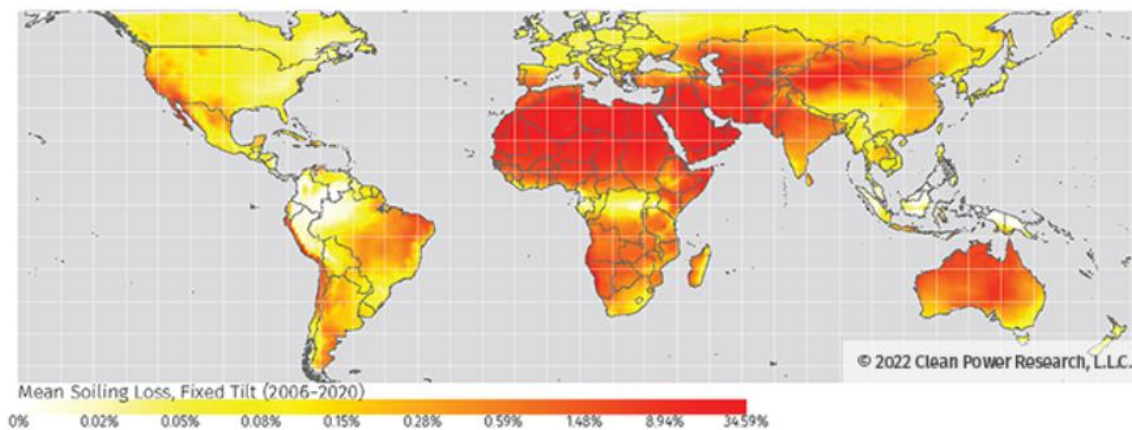 © 2022 Clean Power Research, L.L.C.
Mean Soiling Loss, Fixed Tilt (2006-2020)
0% 0.02% 0.05% 0.08% 0.15% 0.28% 0.59% 1.48% 8.94% 34.59%